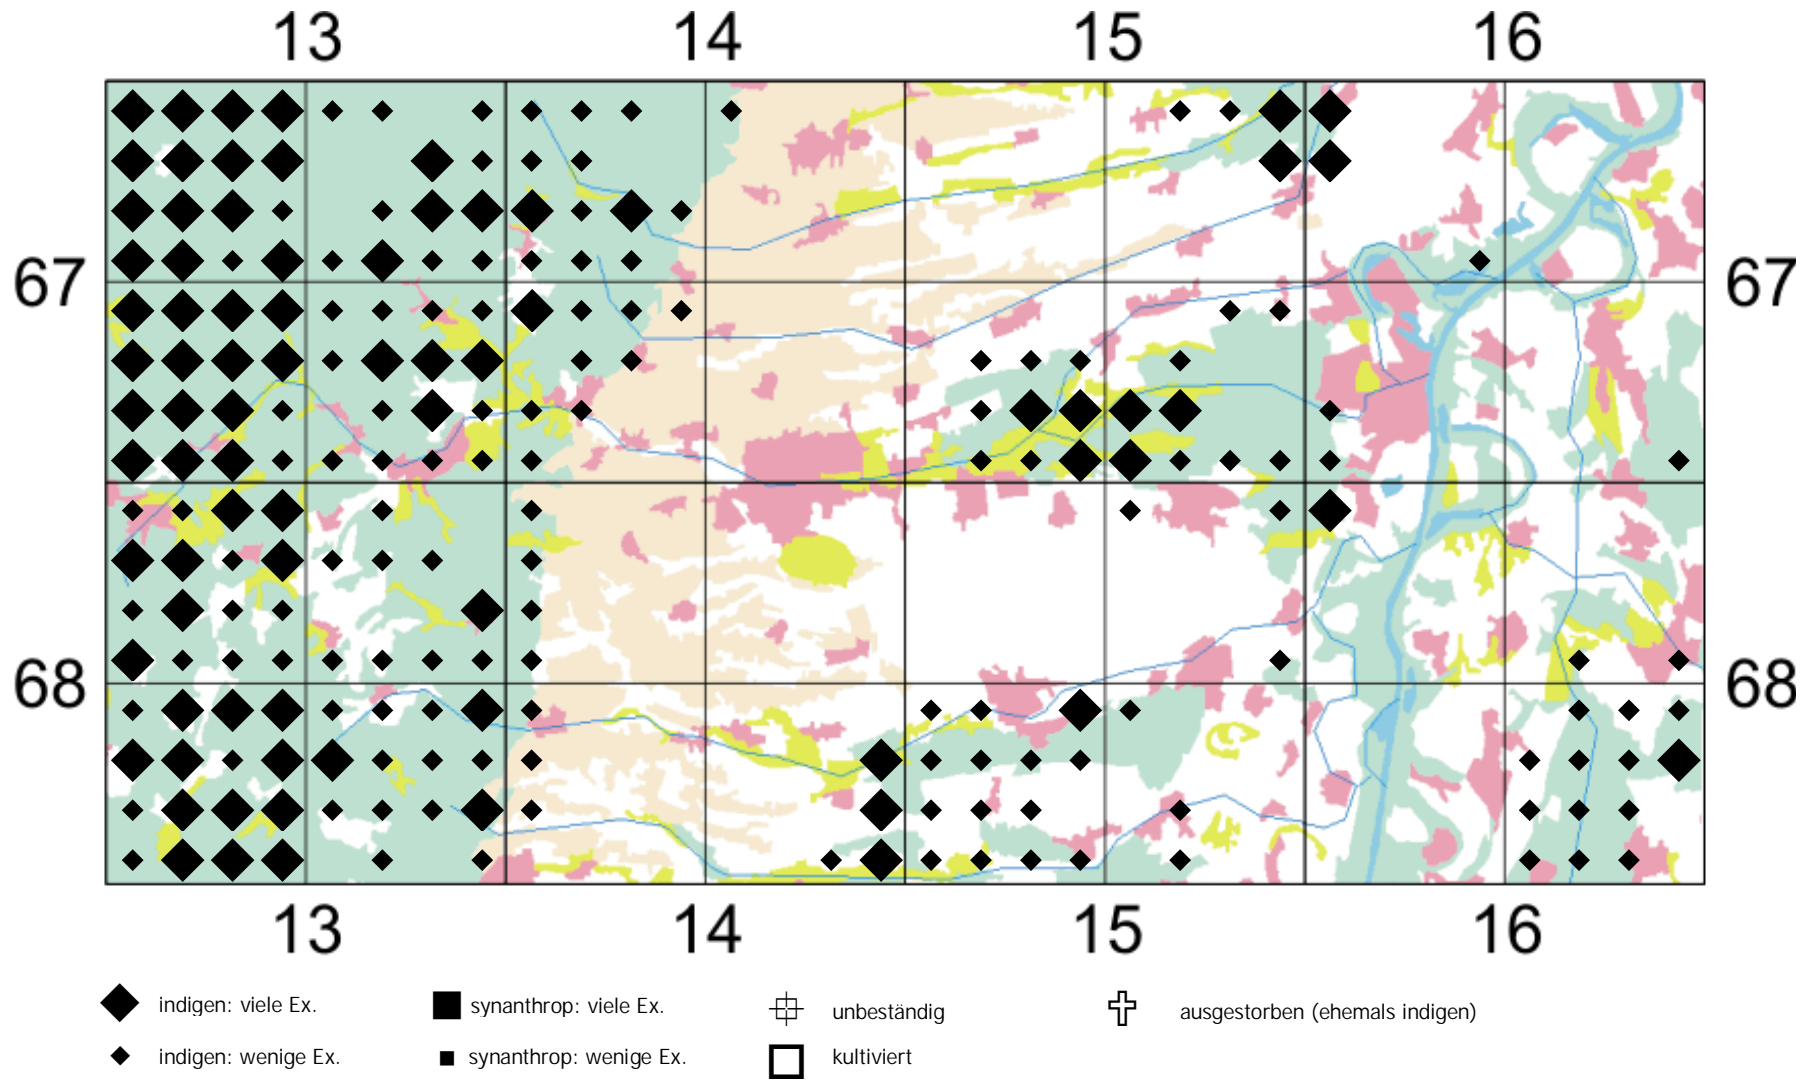 13 14 15 16
67 67
68 68
13 14 15 16
indigen: viele Ex. synanthrop: viele Ex. unbeständig ausgestorben (ehemals indigen)
indigen: wenige Ex. synanthrop: wenige Ex. kultiviert